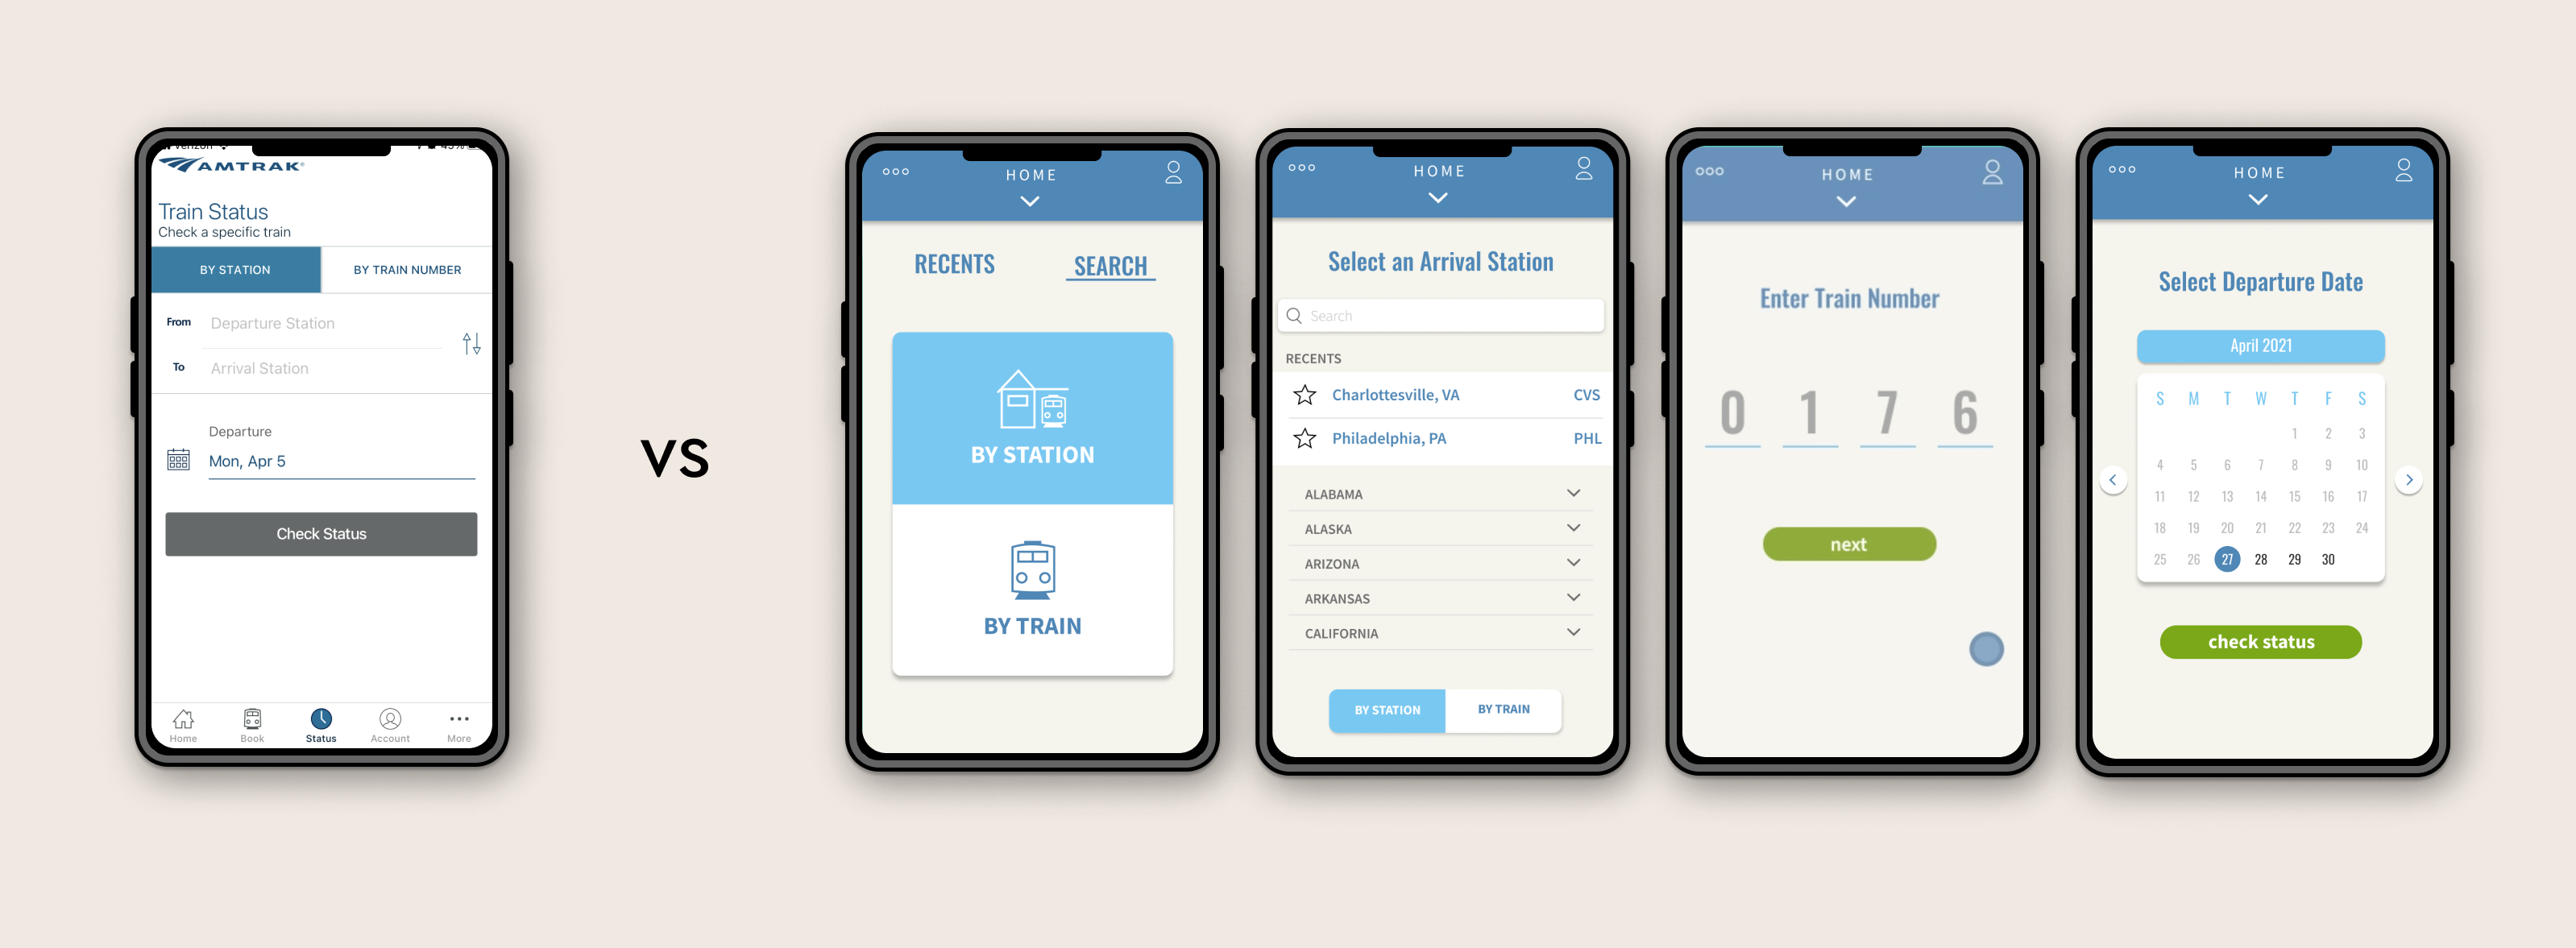 Verizon 45%
AMTRAK
Train Status
Check a specific train
BY STATION BY TRAIN NUMBER
From Departure Station
To Arrival Station
Departure
Mon, Apr 5
Check Status
Home Book Status Account More
VS
HOME
RECENTS SEARCH
BY STATION
BY TRAIN
HOME
Select an Arrival Station
Search
RECENTS
Charlottesville, VA CVS
Philadelphia, PA PHL
ALABAMA
ALASKA
ARIZONA
ARKANSAS
CALIFORNIA
BY STATION BY TRAIN
HOME
Enter Train Number
0 1 7 6
next
HOME
Select Departure Date
April 2021
S M T W T F S
1 2 3
4 5 6 7 8 9 10
11 12 13 14 15 16 17
18 19 20 21 22 23 24
25 26 27 28 29 30
check status